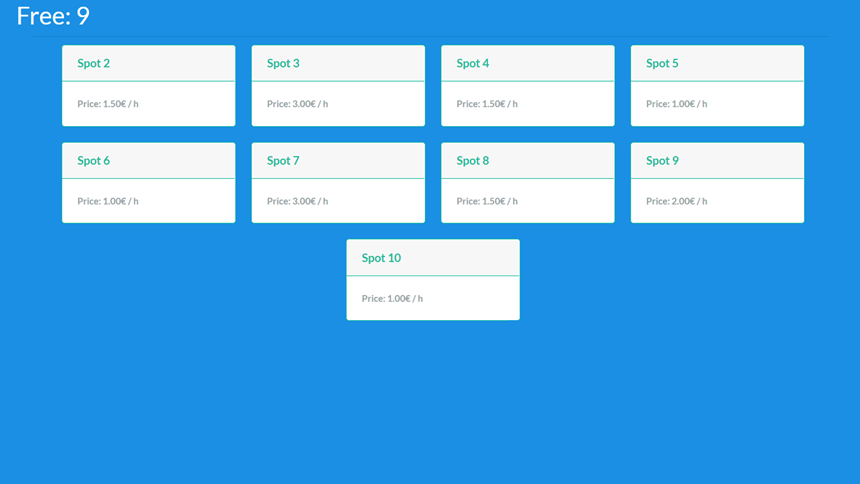 Free: 9
Spot 2
Price: 1.50€ / h
Spot 3
Price: 3.00€ / h
Spot 4
Price: 1.50€ / h
Spot 5
Price: 1.00€ / h
Spot 6
Price: 1.00€ / h
Spot 7
Price: 3.00€ / h
Spot 8
Price: 1.50€ / h
Spot 9
Price: 2.00€ / h
Spot 10
Price: 1.00€ / h